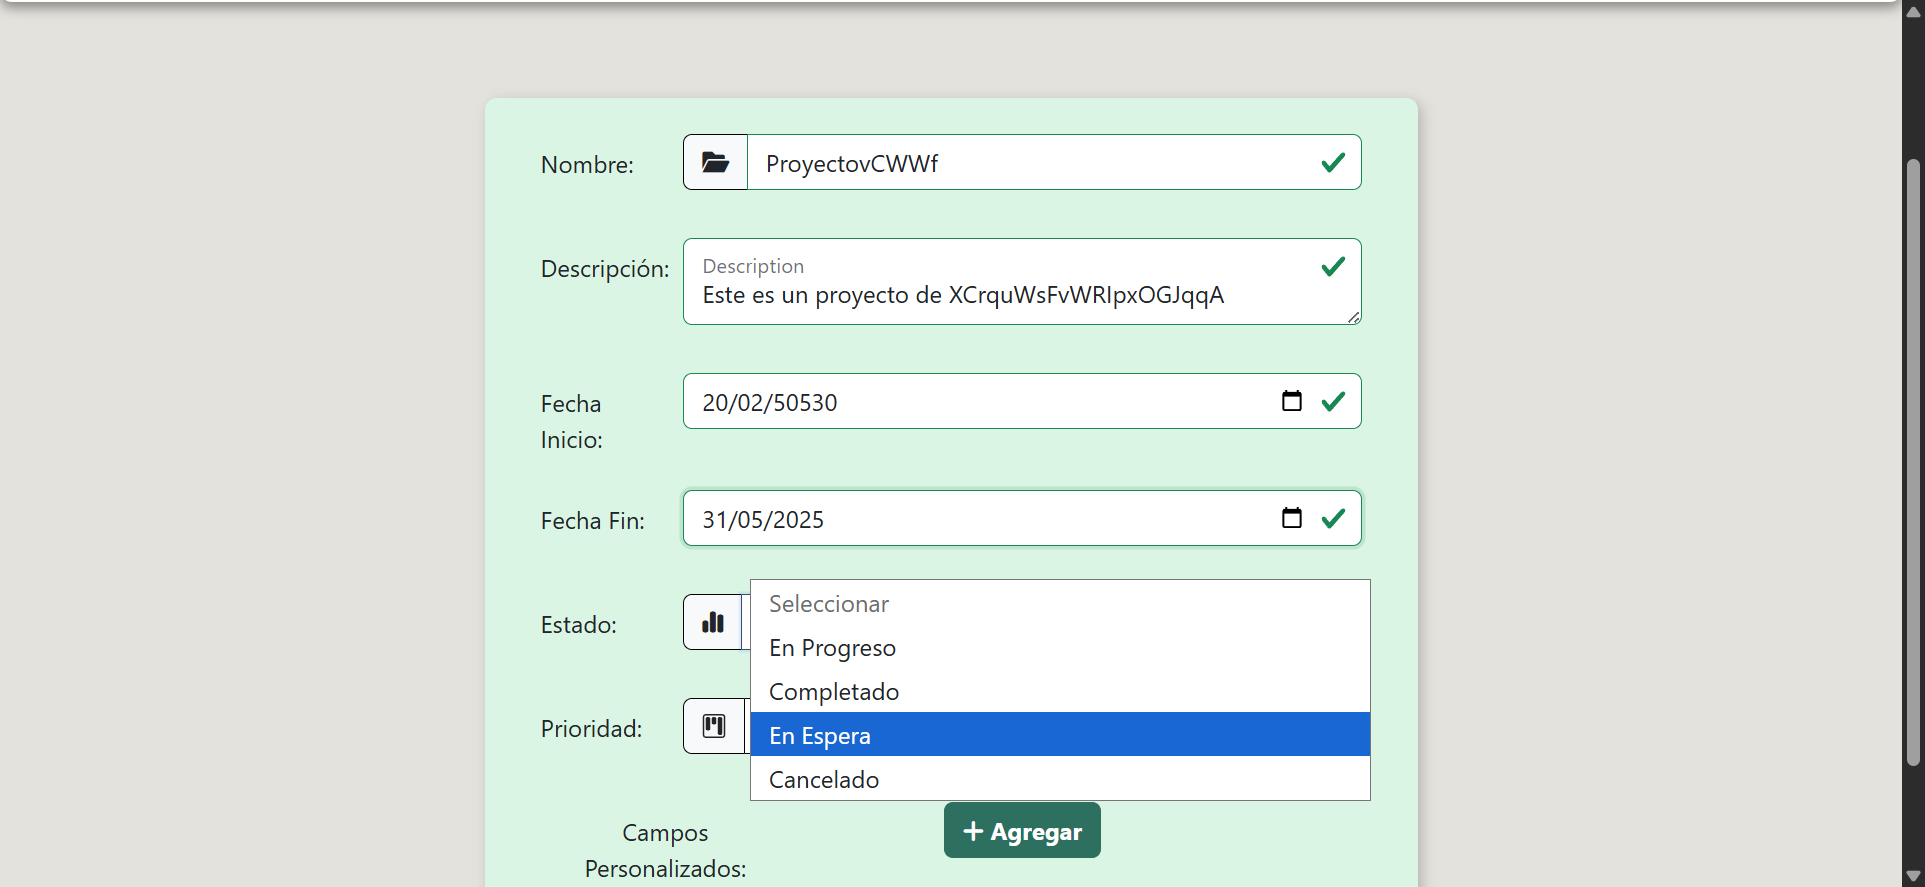 Nombre:
ProyectovCWWf
Descripción:
Description
Este es un proyecto de XCrquWsFvWRIpxOGJqqA
Fecha
Inicio:
20/02/50530
Fecha Fin:
31/05/2025
Estado:
Seleccionar
En Progreso
Completado
En Espera
Cancelado
Prioridad:
Campos
Personalizados:
+ Agregar